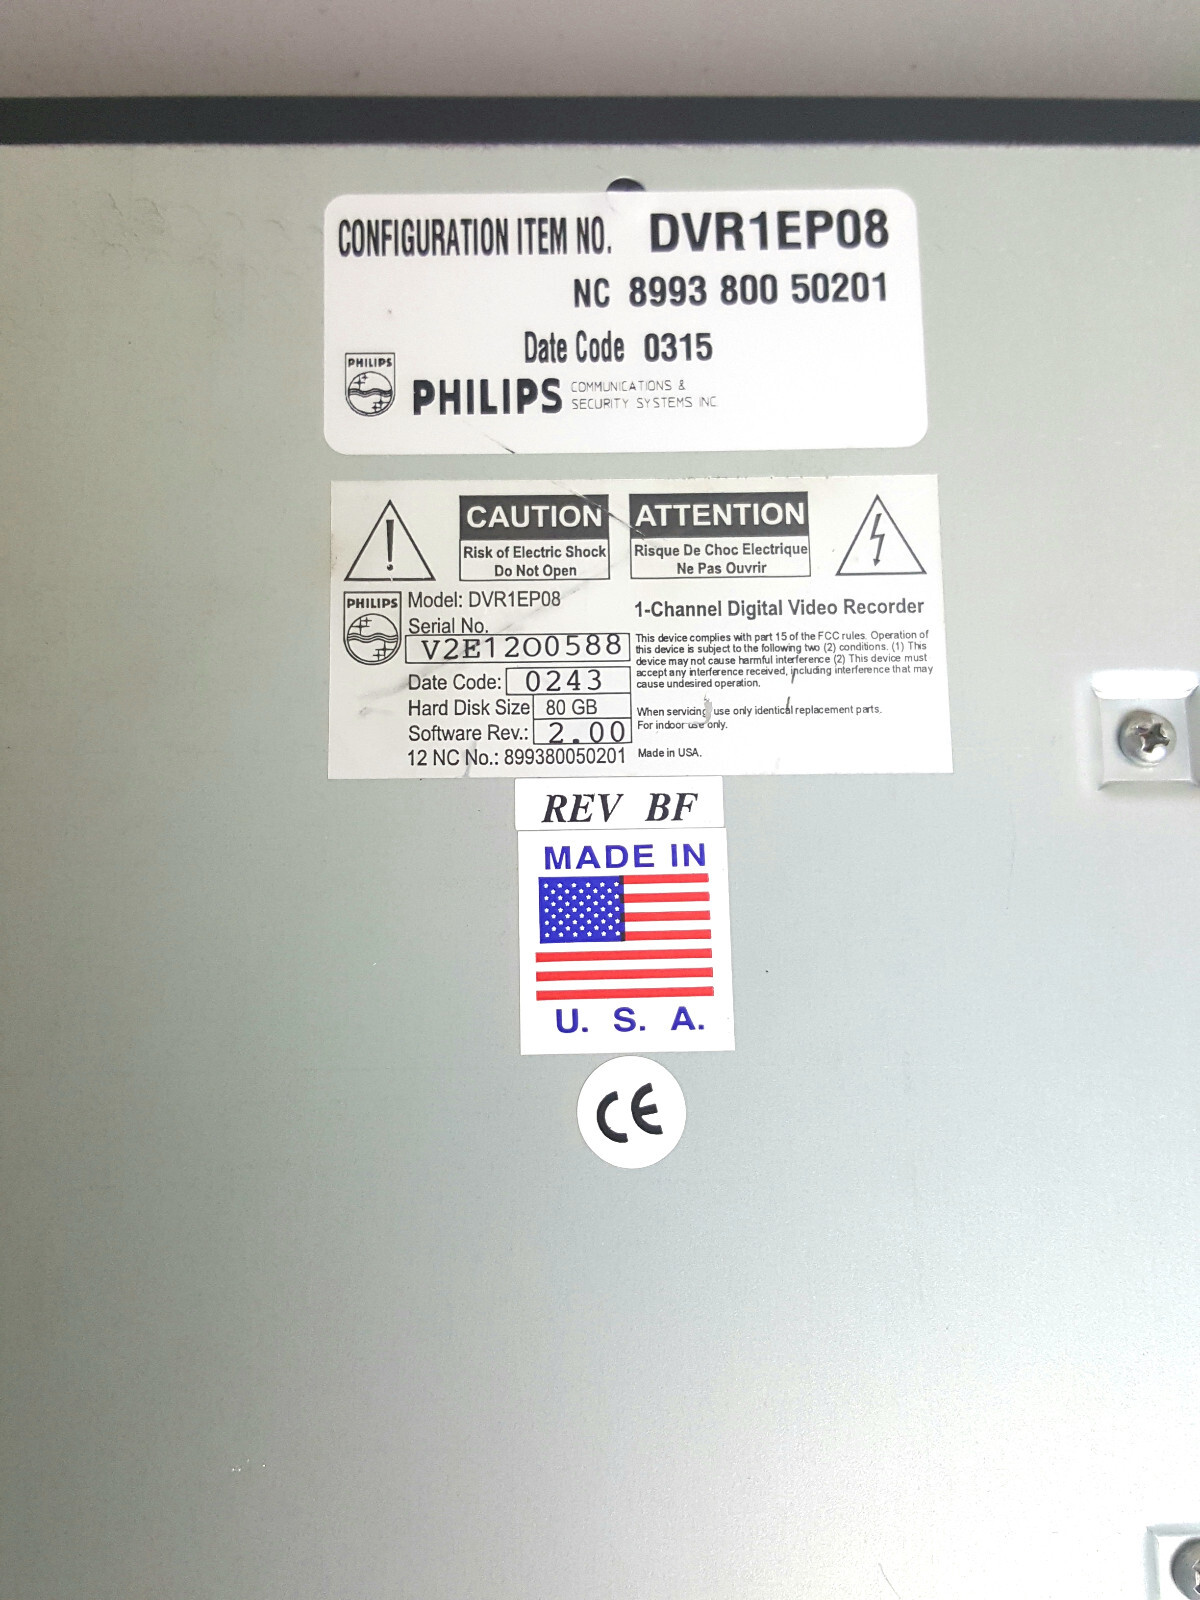 CONFIGURATION ITEM NO. DVR1EP08
NC 8993 800 50201
Date Code 0315
PHILIPS
PHILIPS COMMUNICATIONS &
SECURITY SYSTEMS INC
CAUTION
Risk of Electric Shock
Do Not Open
ATTENTION
Risque De Choc Electrique
Ne Pas Ouvrir
PHILIPS
Model: DVR1EP08
Serial No.
V2E1200588
Date Code: 0243
Hard Disk Size 80 GB
Software Rev.: 2.00
12 NC No.: 899380050201
1-Channel Digital Video Recorder
This device complies with part 15 of the FCC rules. Operation of
this device is subject to the following two (2) conditions. (1) This
device may not cause harmful interference (2) This device must
accept any interference received, including interference that may
cause undesired operation.
When servicing use only identical replacement parts.
For indoor use only.
Made in USA.
REV BF
MADE IN
U. S. A.
CE